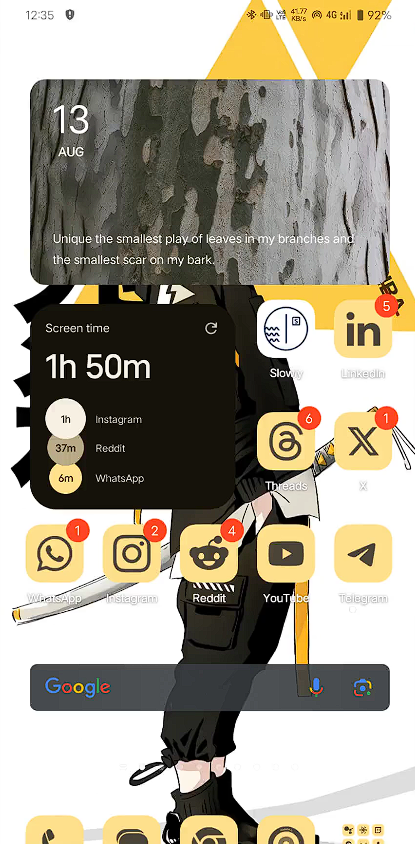 12:35
VoLTE
41.77
KB/s
4G
92%
13
AUG
Unique the smallest play of leaves in my branches and
the smallest scar on my bark.
Screen time
1h 50m
1h Instagram
37m Reddit
6m WhatsApp
Slowly
5
LinkedIn
6
Threads
1
X
1
WhatsApp
2
Instagram
4
Reddit
YouTube
Telegram
Google